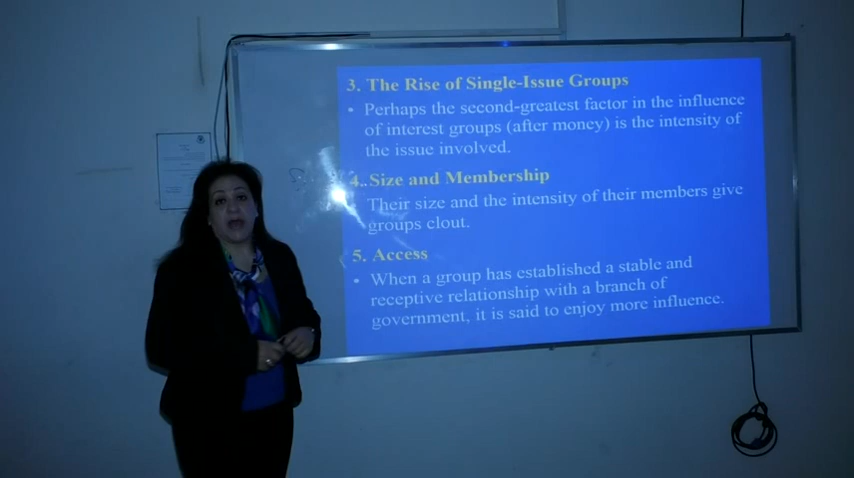 3. The Rise of Single-Issue Groups
• Perhaps the second-greatest factor in the influence
of interest groups (after money) is the intensity of
the issue involved.
4. Size and Membership
Their size and the intensity of their members give
groups clout.
5. Access
• When a group has established a stable and
receptive relationship with a branch of
government, it is said to enjoy more influence.